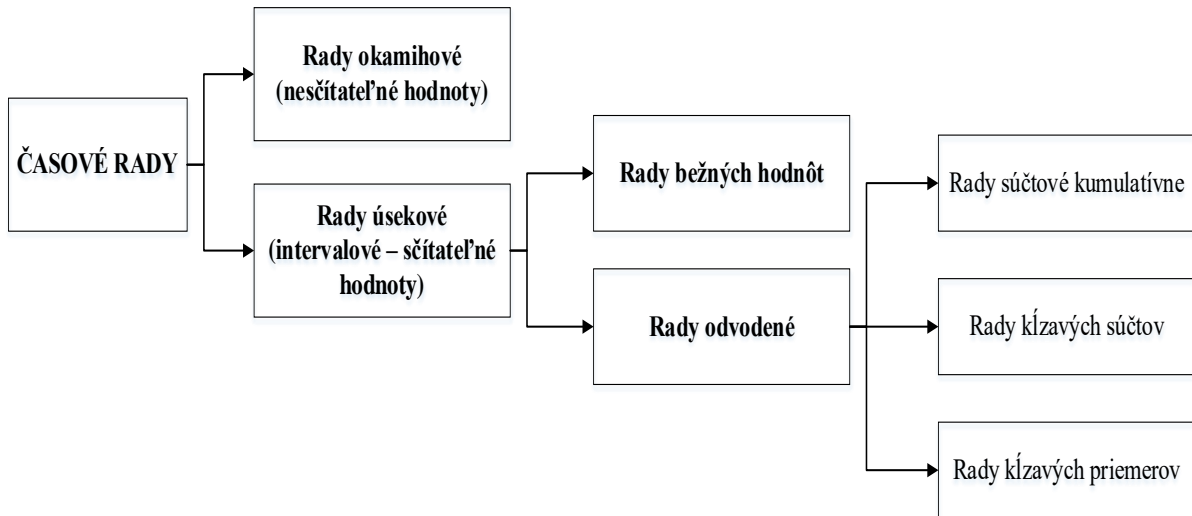 ČASOVÉ RADY
Rady okamihové
(nesčítateľné hodnoty)
Rady úsekové
(intervalové – sčítateľné
hodnoty)
Rady bežných hodnôt
Rady odvodené
Rady súčtové kumulatívne
Rady kĺzavých súčtov
Rady kĺzavých priemerov